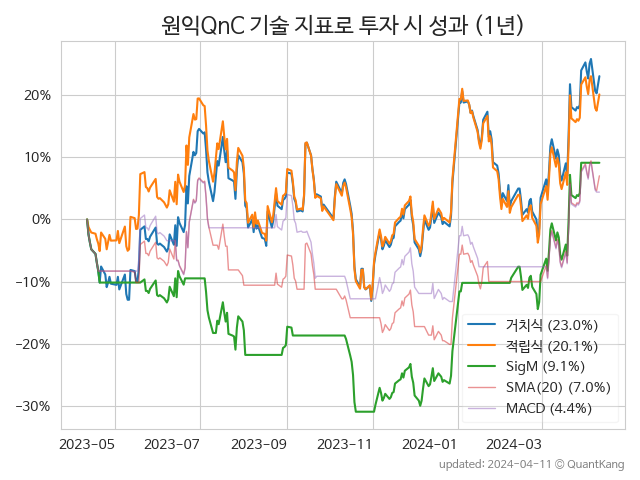 원익QnC 기술 지표로 투자 시 성과 (1년)
20%
10%
0%
−10%
−20%
−30%
거치식 (23.0%)
적립식 (20.1%)
SigM (9.1%)
SMA(20) (7.0%)
MACD (4.4%)
2023-05
2023-07
2023-09
2023-11
2024-01
2024-03
updated: 2024-04-11 © QuantKang